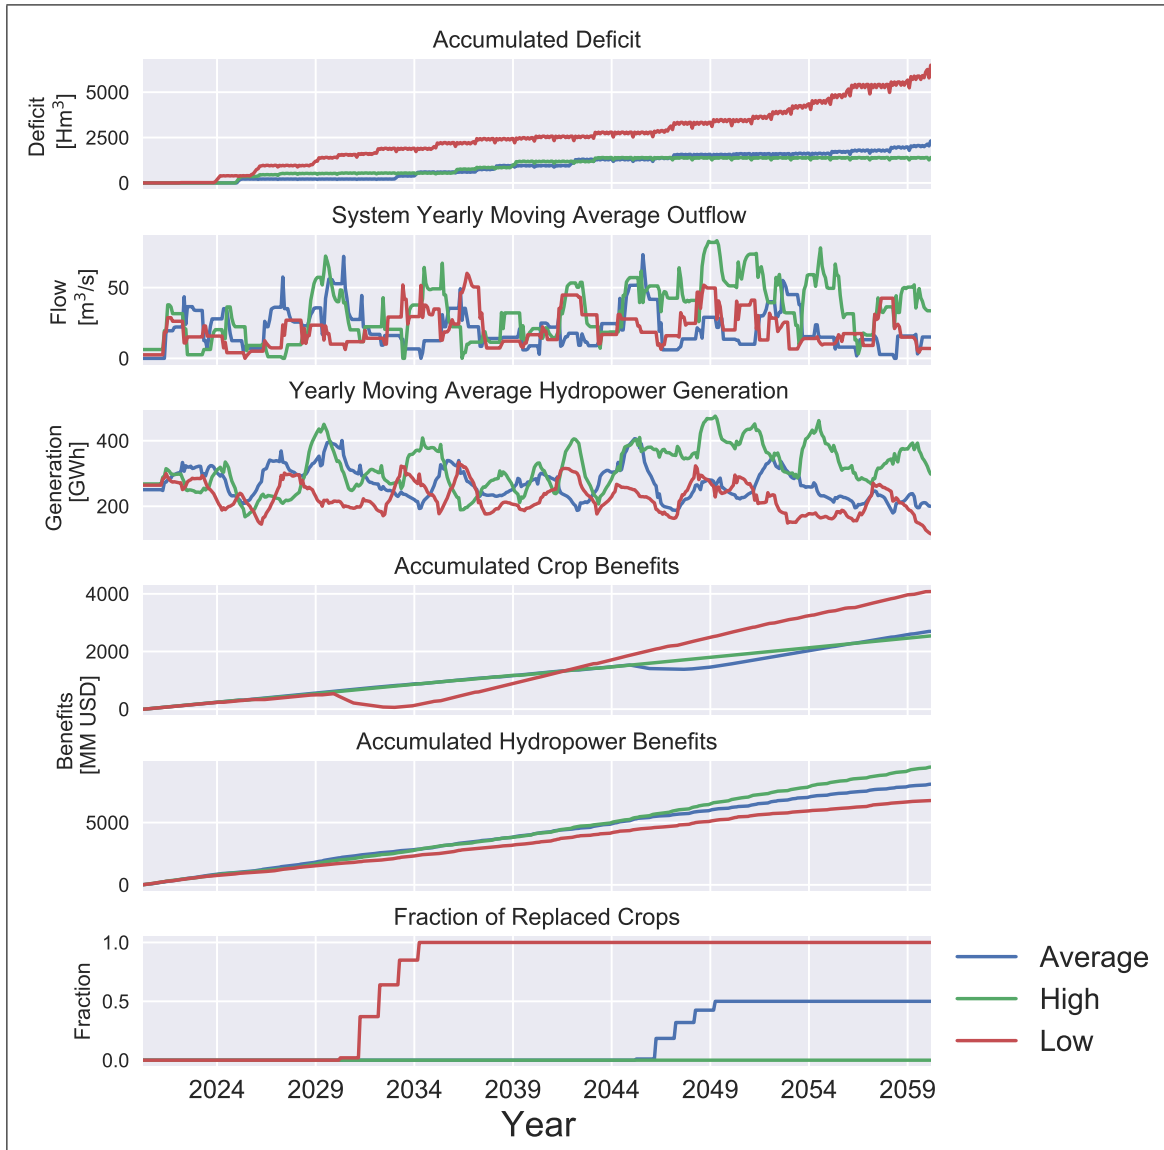 Accumulated Deficit
Deficit
[Hm³]
5000
2500
0
System Yearly Moving Average Outflow
Flow
[m³/s]
50
0
Yearly Moving Average Hydropower Generation
Generation
[GWh]
400
200
Accumulated Crop Benefits
4000
2000
0
Benefits
[MM USD]
Accumulated Hydropower Benefits
5000
0
Fraction of Replaced Crops
Fraction
1.0
0.5
0.0
Average
High
Low
2024 2029 2034 2039 2044 2049 2054 2059
Year